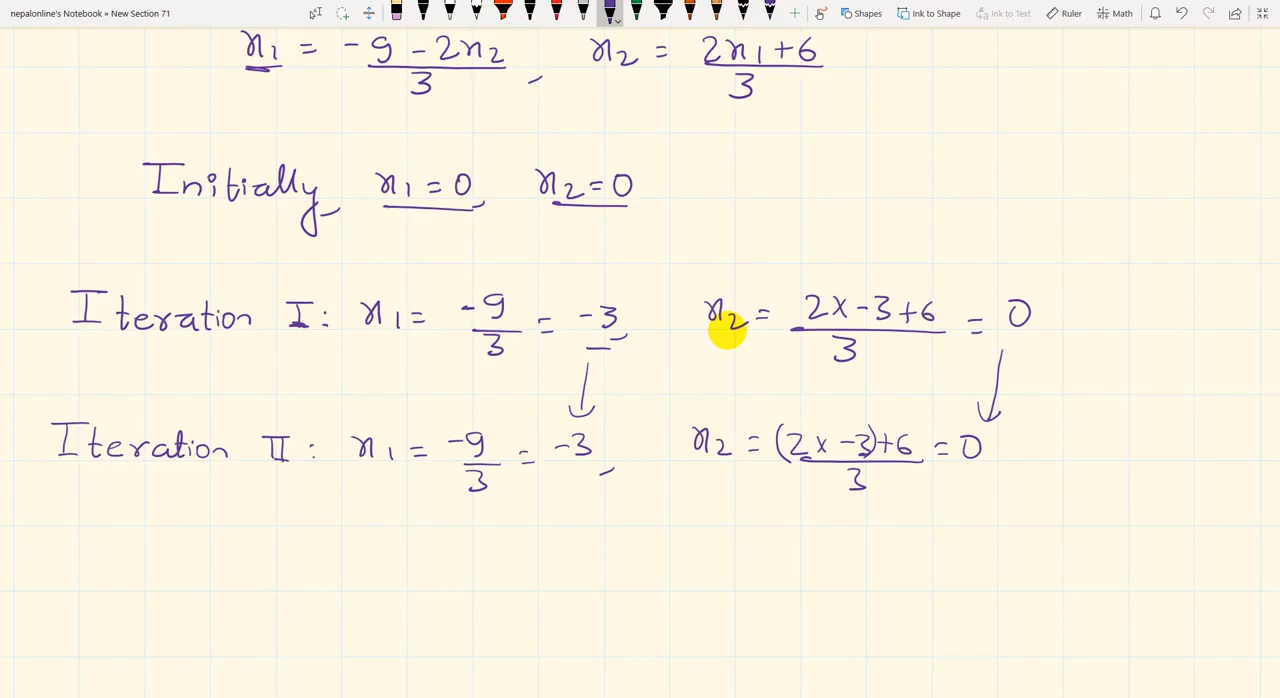 nepalonline's Notebook » New Section 71 Shapes Ink to Shape Ink to Text Ruler Math
x₁ = -9 - 2x₂ / 3 , x₂ = 2x₁ + 6 / 3
Initially x₁ = 0, x₂ = 0
Iteration I : x₁ = -9 / 3 = -3, x₂ = 2x -3 + 6 / 3 = 0
Iteration II : x₁ = -9 / 3 = -3, x₂ = (2x -3) + 6 / 3 = 0